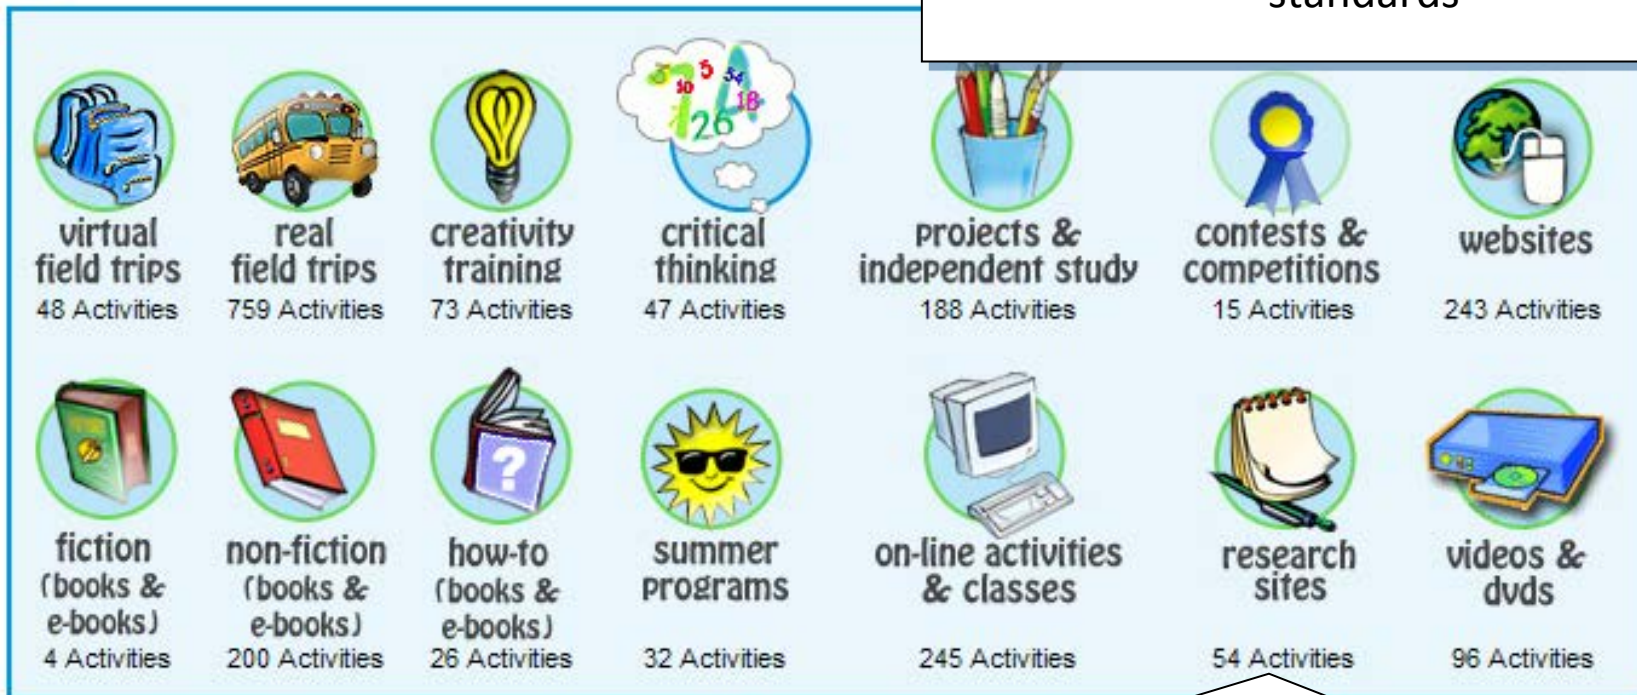 standards
virtual
field trips
48 Activities
real
field trips
759 Activities
creativity
training
73 Activities
critical
thinking
47 Activities
projects &
independent study
188 Activities
contests &
competitions
15 Activities
websites
243 Activities
fiction
(books &
e-books)
4 Activities
non-fiction
(books &
e-books)
200 Activities
how-to
(books &
e-books)
26 Activities
summer
programs
32 Activities
on-line activities
& classes
245 Activities
research
sites
54 Activities
videos &
dvds
96 Activities